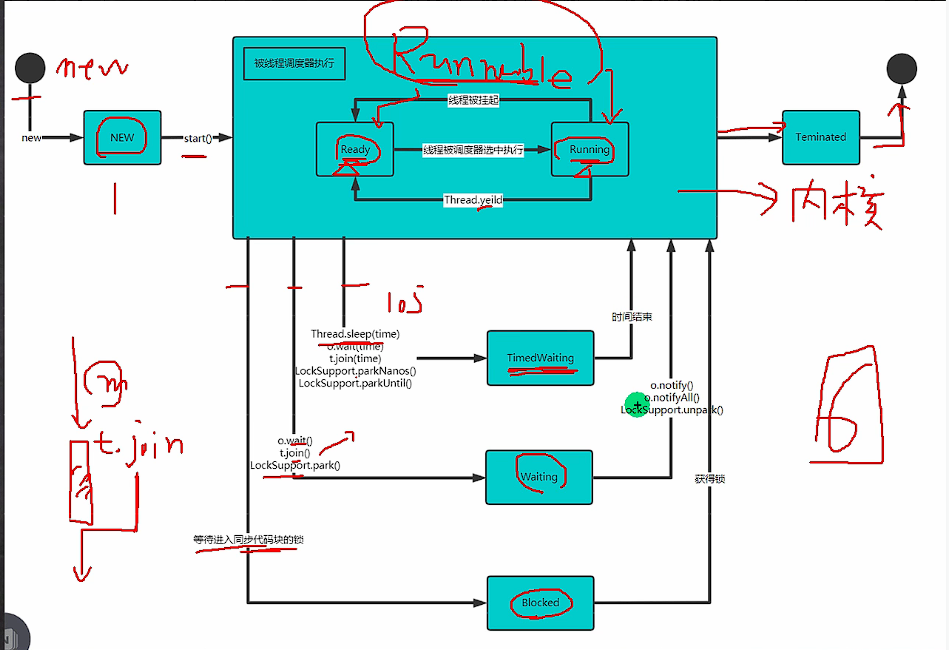 new
Runnable
被线程调度器执行
线程被挂起
new
NEW
start()
Ready
线程被调度器选中执行
Running
Teminated
Thread.yeild
内核
10s
Thread.sleep(time)
o.wait(time)
t.join(time)
LockSupport.parkNanos()
LockSupport.parkUntil()
TimedWaiting
时间结束
m
t.join
o.notify()
o.notifyAll()
LockSupport.unpark()
6
o.wait()
t.join()
LockSupport.park()
Waiting
获得锁
等待进入同步代码块的锁
Blocked